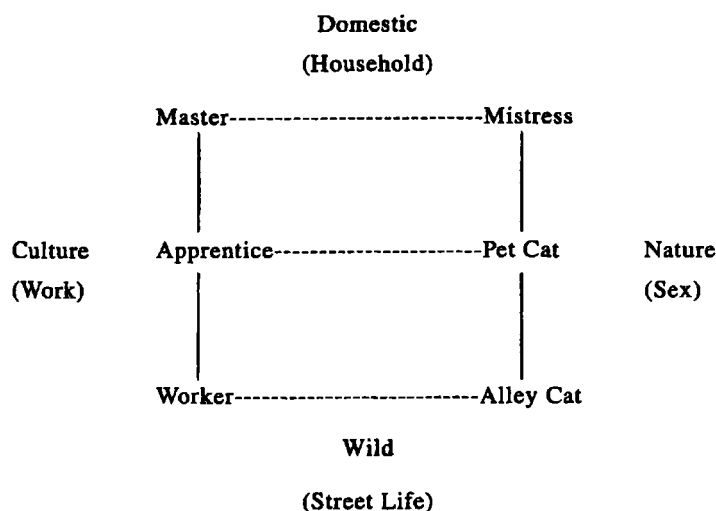 Domestic
(Household)
Master Mistress
Culture Apprentice Pet Cat Nature
(Work) (Sex)
Worker Alley Cat
Wild
(Street Life)